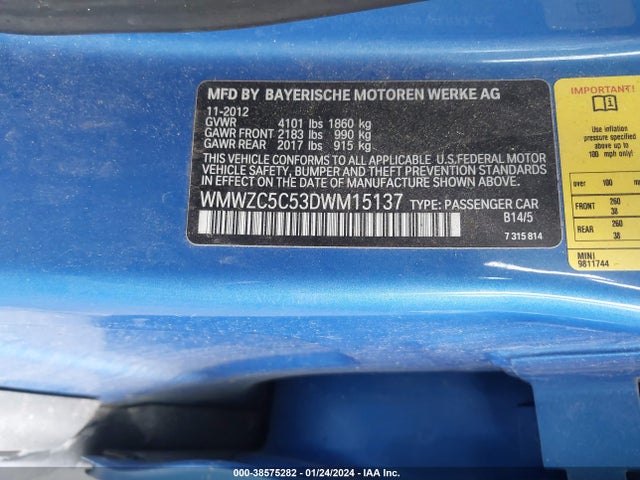 MFD BY BAYERISCHE MOTOREN WERKE AG
11-2012
GVWR 4101 lbs 1860 kg
GAWR FRONT 2183 lbs 990 kg
GAWR REAR 2017 lbs 915 kg
THIS VEHICLE CONFORMS TO ALL APPLICABLE U.S. FEDERAL MOTOR
VEHICLE SAFETY, BUMPER AND THEFT PREVENTION STANDARDS IN
EFFECT ON THE DATE OF MANUFACTURE SHOWN ABOVE.
WMWZC5C53DWM15137 TYPE: PASSENGER CAR
B14/5
7 315 814
IMPORTANT!
Use inflation
pressure
specified
above up to
100 mph only!
over 100 m
FRONT 260
38
REAR 260
38
MINI
9811744
000-38575282 - 01/24/2024 - IAA Inc.